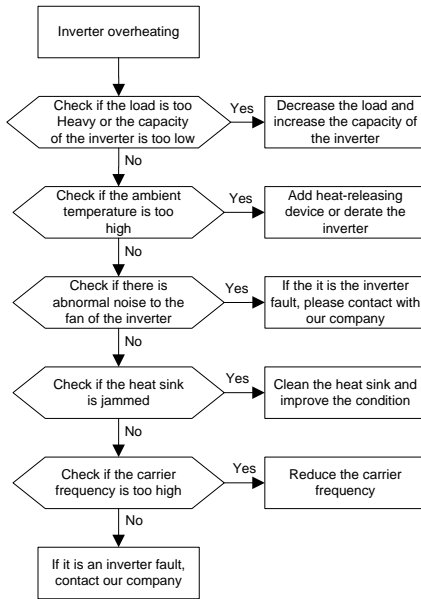 Inverter overheating
Check if the load is too
Heavy or the capacity
of the inverter is too low
Yes
Decrease the load and
increase the capacity of
the inverter
No
Check if the ambient
temperature is too
high
Yes
Add heat-releasing
device or derate the
inverter
No
Check if there is
abnormal noise to the
fan of the inverter
Yes
If the it is the inverter
fault, please contact with
our company
No
Check if the heat sink
is jammed
Yes
Clean the heat sink and
improve the condition
No
Check if the carrier
frequency is too high
Yes
Reduce the carrier
frequency
No
If it is an inverter fault,
contact our company